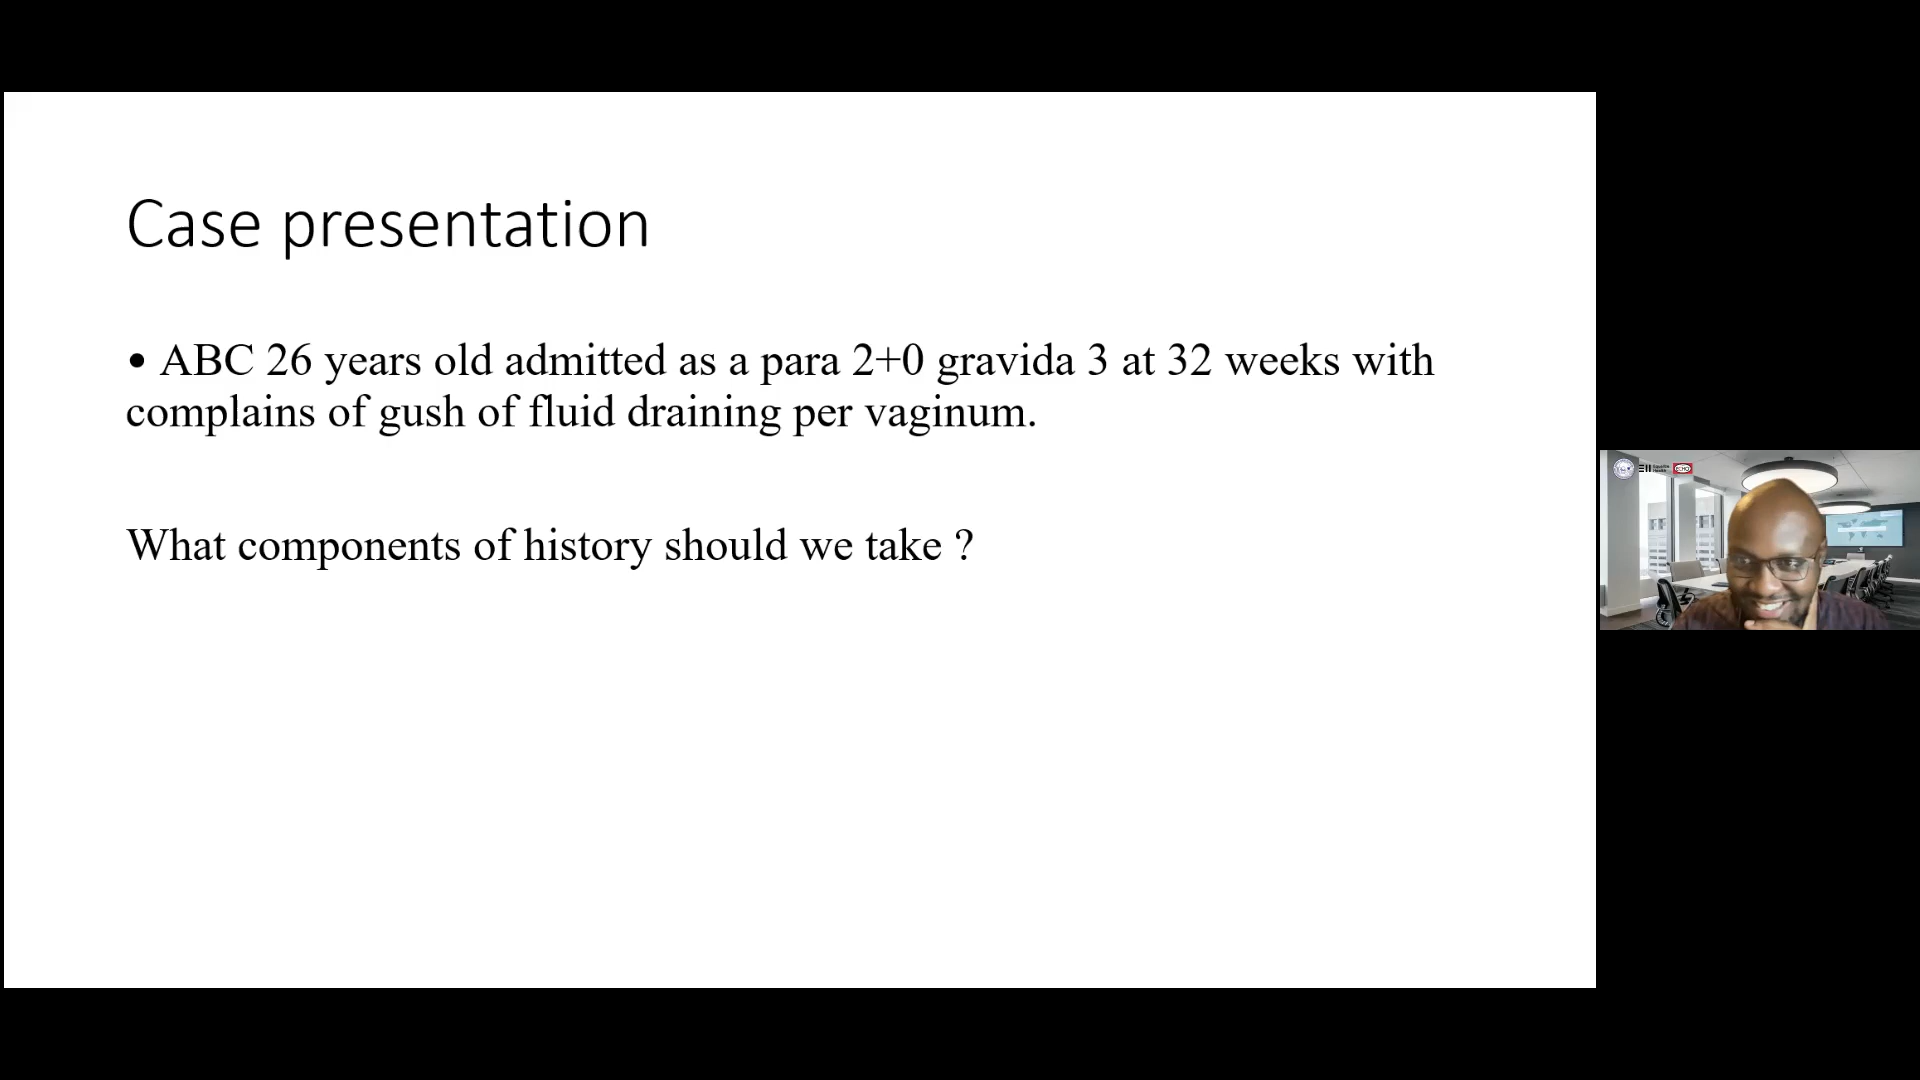 Case presentation
• ABC 26 years old admitted as a para 2+0 gravida 3 at 32 weeks with
complains of gush of fluid draining per vaginum.
What components of history should we take ?